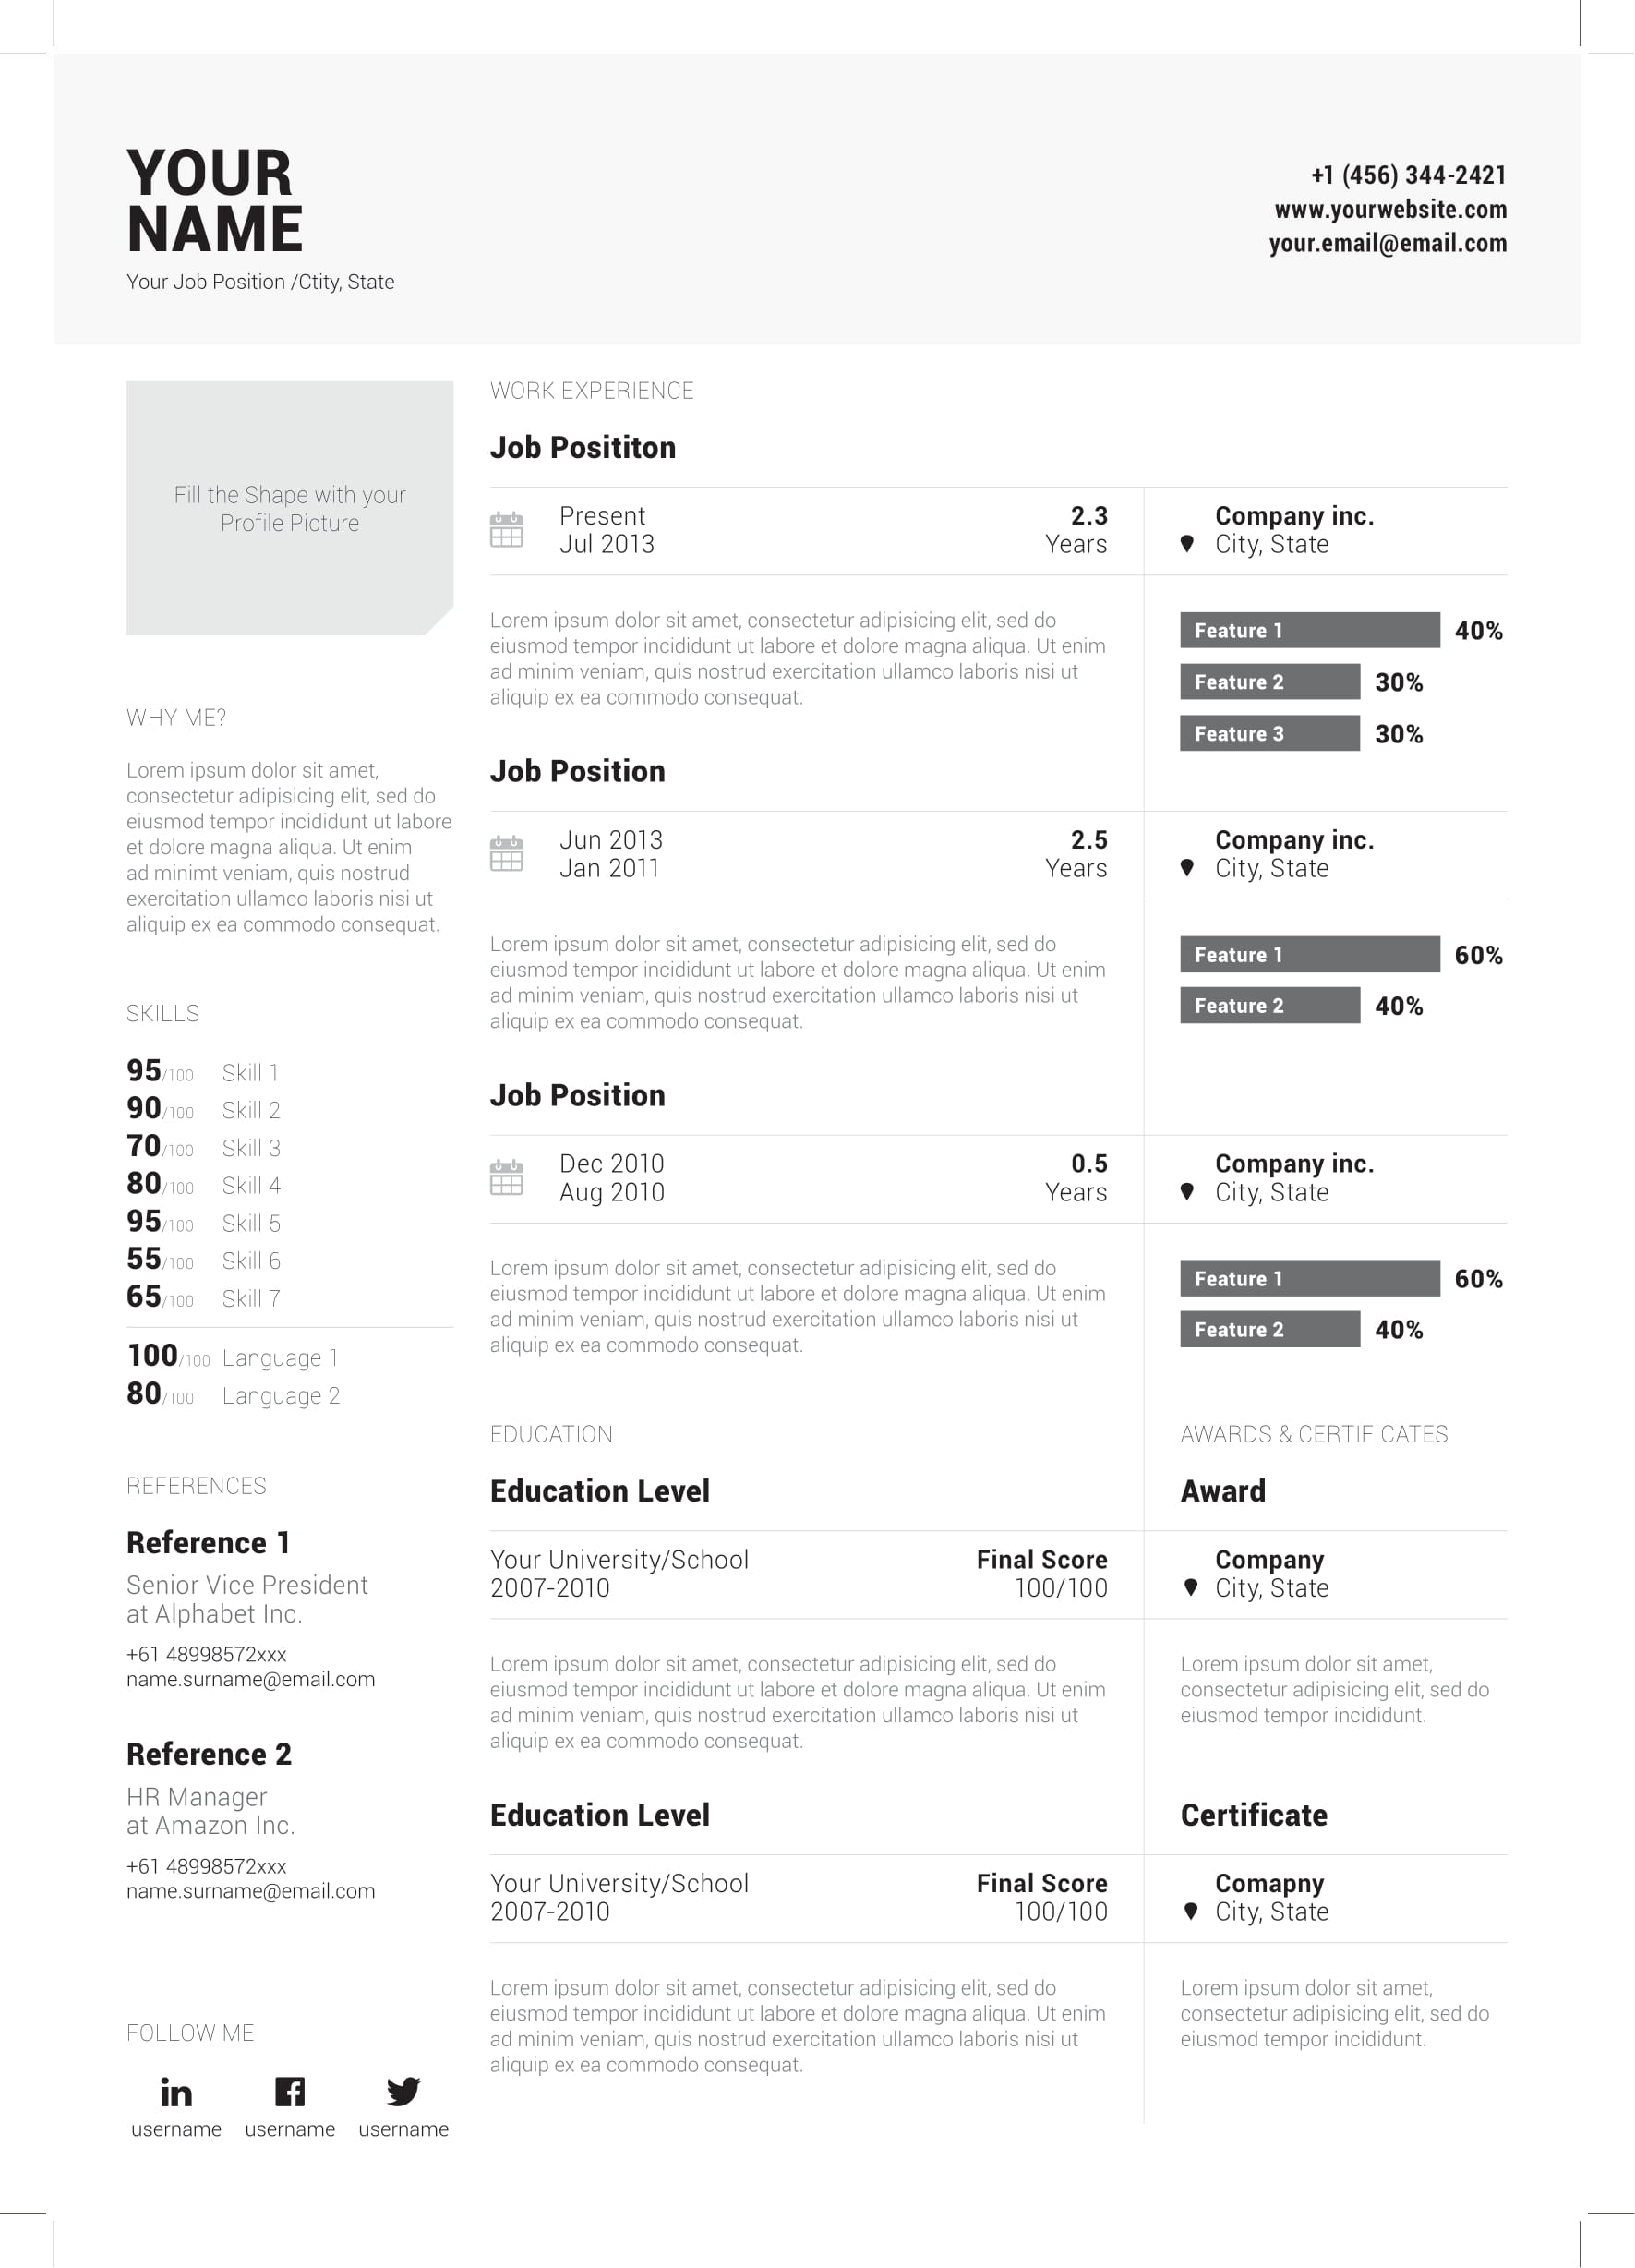 YOUR
NAME
Your Job Position /Ctity, State
+1 (456) 344-2421
www.yourwebsite.com
your.email@email.com
Fill the Shape with your
Profile Picture
WHY ME?
Lorem ipsum dolor sit amet,
consectetur adipisicing elit, sed do
eiusmod tempor incididunt ut labore
et dolore magna aliqua. Ut enim
ad minimt veniam, quis nostrud
exercitation ullamco laboris nisi ut
aliquip ex ea commodo consequat.
SKILLS
95/100 Skill 1
90/100 Skill 2
70/100 Skill 3
80/100 Skill 4
95/100 Skill 5
55/100 Skill 6
65/100 Skill 7
100/100 Language 1
80/100 Language 2
REFERENCES
Reference 1
Senior Vice President
at Alphabet Inc.
+61 48998572xxx
name.surname@email.com
Reference 2
HR Manager
at Amazon Inc.
+61 48998572xxx
name.surname@email.com
FOLLOW ME
in f
username username username
WORK EXPERIENCE
Job Posititon
Present 2.3 Company inc.
Jul 2013 Years City, State
Lorem ipsum dolor sit amet, consectetur adipisicing elit, sed do
eiusmod tempor incididunt ut labore et dolore magna aliqua. Ut enim
ad minim veniam, quis nostrud exercitation ullamco laboris nisi ut
aliquip ex ea commodo consequat.
Feature 1 40%
Feature 2 30%
Feature 3 30%
Job Position
Jun 2013 2.5 Company inc.
Jan 2011 Years City, State
Lorem ipsum dolor sit amet, consectetur adipisicing elit, sed do
eiusmod tempor incididunt ut labore et dolore magna aliqua. Ut enim
ad minim veniam, quis nostrud exercitation ullamco laboris nisi ut
aliquip ex ea commodo consequat.
Feature 1 60%
Feature 2 40%
Job Position
Dec 2010 0.5 Company inc.
Aug 2010 Years City, State
Lorem ipsum dolor sit amet, consectetur adipisicing elit, sed do
eiusmod tempor incididunt ut labore et dolore magna aliqua. Ut enim
ad minim veniam, quis nostrud exercitation ullamco laboris nisi ut
aliquip ex ea commodo consequat.
Feature 1 60%
Feature 2 40%
EDUCATION
Education Level
Your University/School Final Score
2007-2010 100/100
Lorem ipsum dolor sit amet, consectetur adipisicing elit, sed do
eiusmod tempor incididunt ut labore et dolore magna aliqua. Ut enim
ad minim veniam, quis nostrud exercitation ullamco laboris nisi ut
aliquip ex ea commodo consequat.
Education Level
Your University/School Final Score
2007-2010 100/100
Lorem ipsum dolor sit amet, consectetur adipisicing elit, sed do
eiusmod tempor incididunt ut labore et dolore magna aliqua. Ut enim
ad minim veniam, quis nostrud exercitation ullamco laboris nisi ut
aliquip ex ea commodo consequat.
AWARDS & CERTIFICATES
Award
Company
City, State
Lorem ipsum dolor sit amet,
consectetur adipisicing elit, sed do
eiusmod tempor incididunt.
Certificate
Comapny
City, State
Lorem ipsum dolor sit amet,
consectetur adipisicing elit, sed do
eiusmod tempor incididunt.